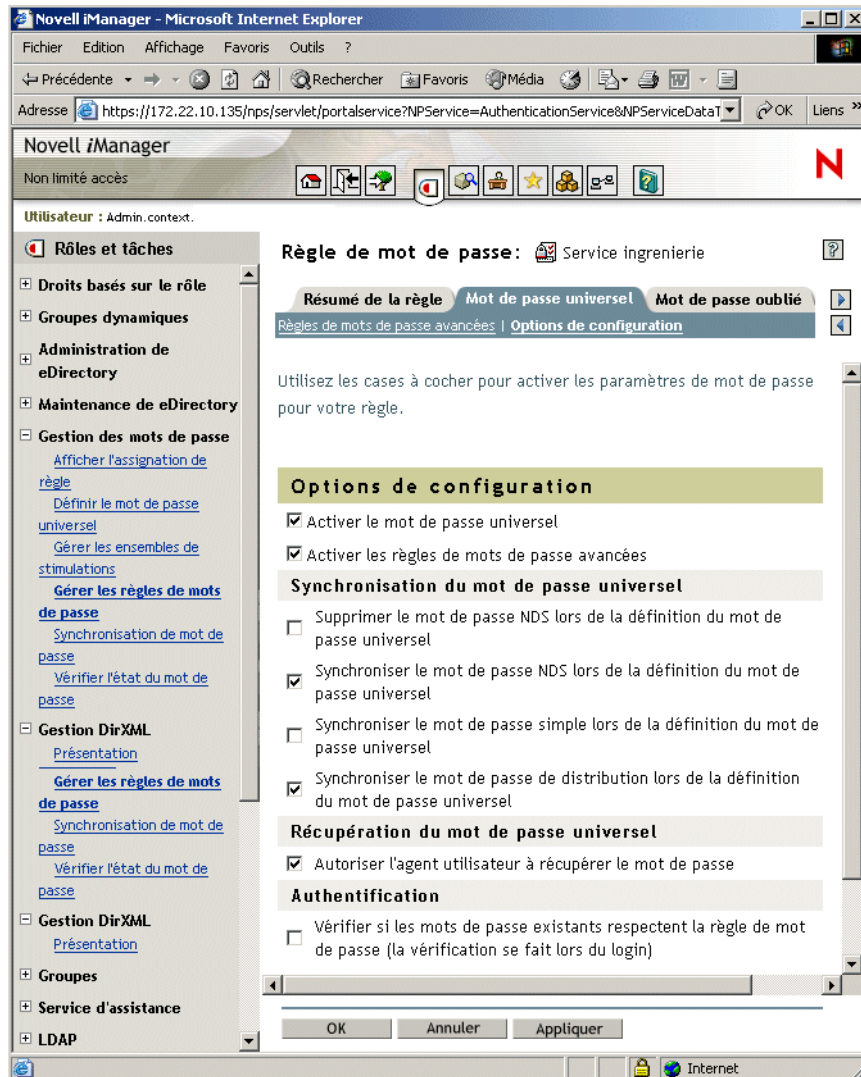 Novell iManager - Microsoft Internet Explorer
Fichier Edition Affichage Favoris Outils ?
Précédente Rechercher Favoris Média
Adresse https://172.22.10.135/nps/servlet/portalservice?NPService=AuthenticationService&NPServiceDataT OK Liens »
Novell iManager
Non limité accès
N
Utilisateur : Admin.context.
Rôles et tâches
Droits basés sur le rôle
Groupes dynamiques
Administration de
eDirectory
Maintenance de eDirectory
Gestion des mots de passe
Afficher l'assignation de
règle
Définir le mot de passe
universel
Gérer les ensembles de
stimulations
Gérer les règles de mots
de passe
Synchronisation de mot de
passe
Vérifier l'état du mot de
passe
Gestion DirXML
Présentation
Gérer les règles de mots
de passe
Synchronisation de mot de
passe
Vérifier l'état du mot de
passe
Gestion DirXML
Présentation
Groupes
Service d'assistance
LDAP
Règle de mot de passe: Service ingrenierie
Résumé de la règle Mot de passe universel Mot de passe oublié
Règles de mots de passe avancées | Options de configuration
Utilisez les cases à cocher pour activer les paramètres de mot de passe
pour votre règle.
Options de configuration
Activer le mot de passe universel
Activer les règles de mots de passe avancées
Synchronisation du mot de passe universel
Supprimer le mot de passe NDS lors de la définition du mot de
passe universel
Synchroniser le mot de passe NDS lors de la définition du mot de
passe universel
Synchroniser le mot de passe simple lors de la définition du mot de
passe universel
Synchroniser le mot de passe de distribution lors de la définition
du mot de passe universel
Récupération du mot de passe universel
Autoriser l'agent utilisateur à récupérer le mot de passe
Authentification
Vérifier si les mots de passe existants respectent la règle de mot
de passe (la vérification se fait lors du login)
OK Annuler Appliquer
Internet